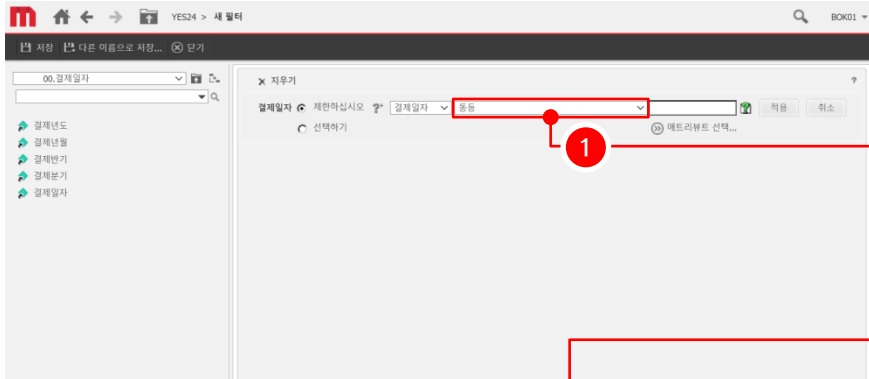 m YES24 > 새 필터 BOK01
저장 다른 이름으로 저장... 닫기
00.결제일자
지우기 ?
결제일자 제한하십시오 ?+ 결제일자 동등 적용 취소
선택하기 애트리뷰트 선택...
1
결제년도
결제년월
결제반기
결제분기
결제일자